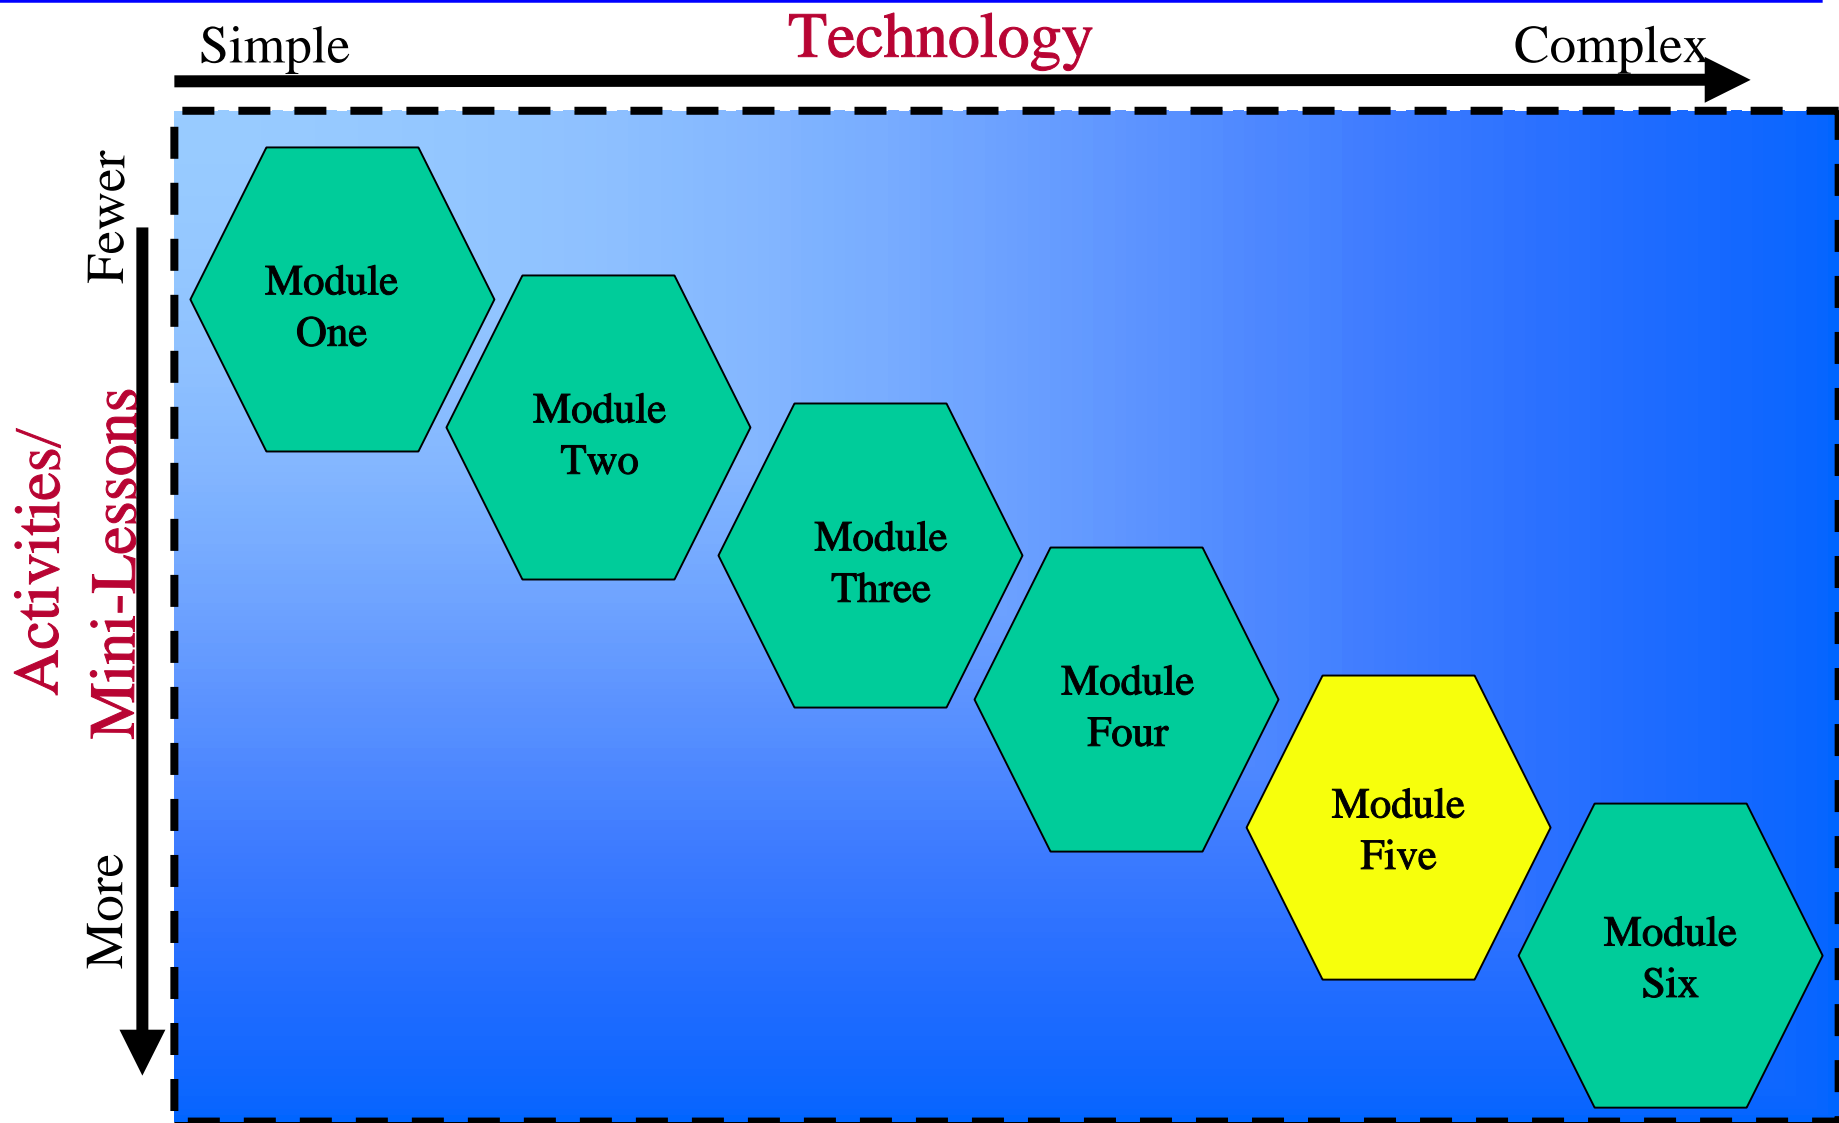 Simple
Technology
Complex
Fewer
Activities/
Mini-Lessons
More
Module
One
Module
Two
Module
Three
Module
Four
Module
Five
Module
Six